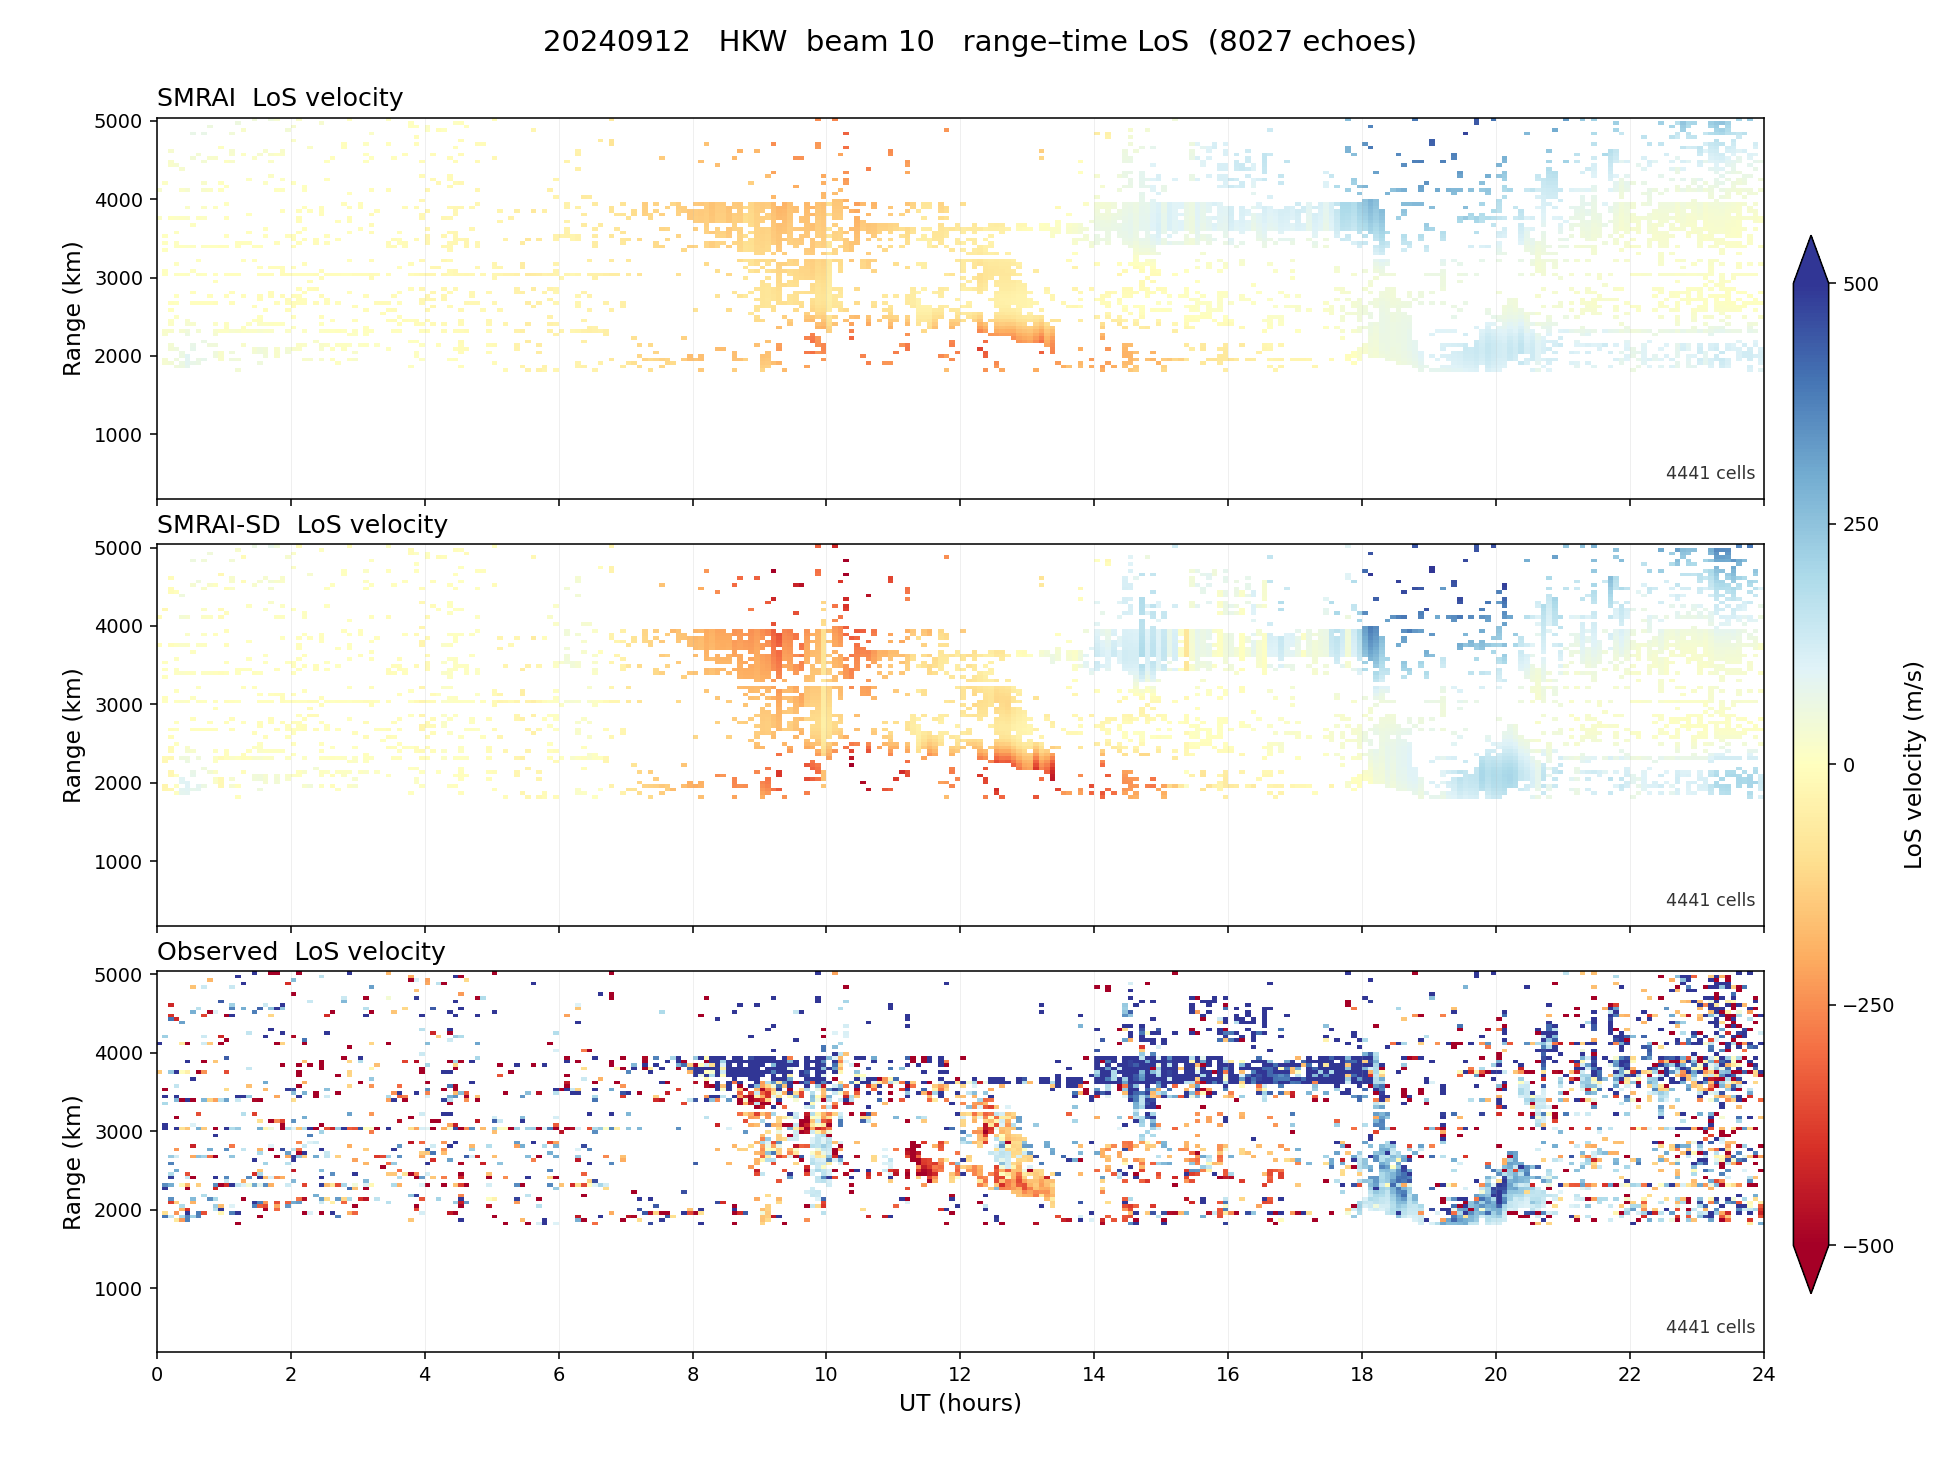 20240912   HKW  beam 10   range–time LoS  (8027 echoes)
SMRAI  LoS velocity
5000
4000
3000
2000
1000
Range (km)
4441 cells
SMRAI-SD  LoS velocity
5000
4000
3000
2000
1000
Range (km)
4441 cells
Observed  LoS velocity
5000
4000
3000
2000
1000
Range (km)
4441 cells
0 2 4 6 8 10 12 14 16 18 20 22 24
UT (hours)
500
250
0
−250
−500
LoS velocity (m/s)